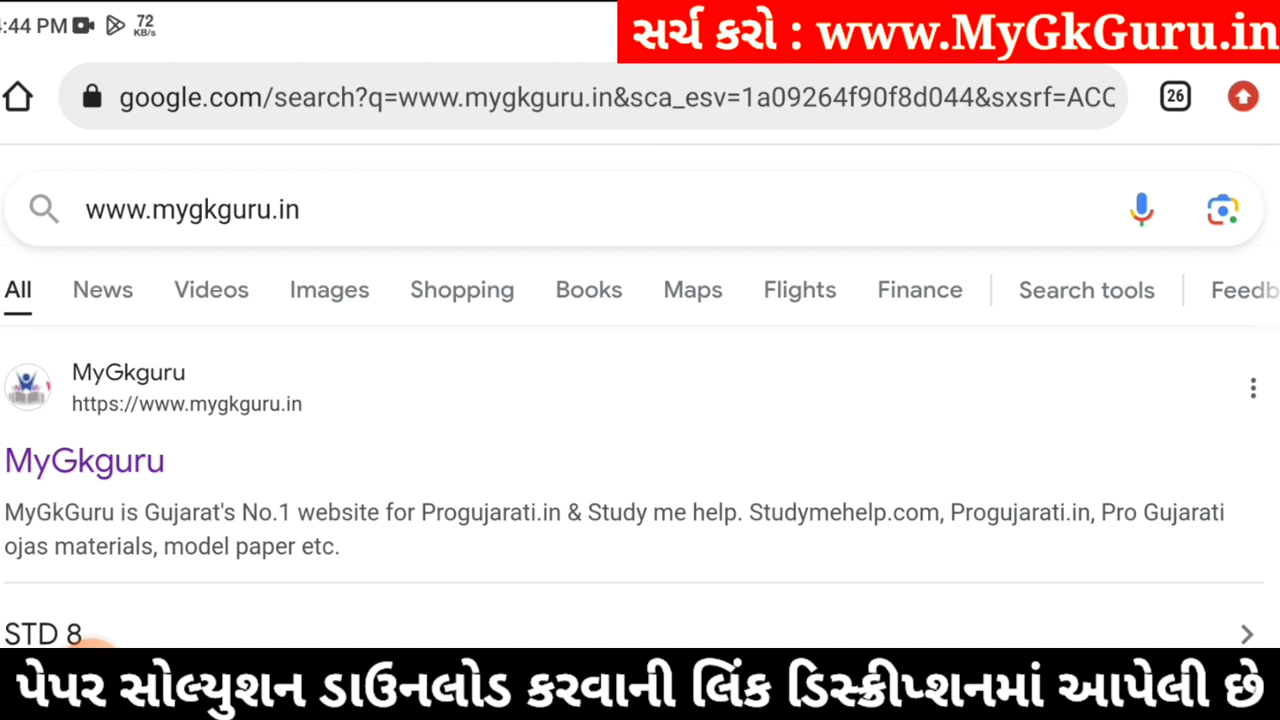 :44 PM 72 KB/s
સર્ચ કરો : www.MyGkGuru.in
google.com/search?q=www.mygkguru.in&sca_esv=1a09264f90f8d044&sxsrf=ACC
26
www.mygkguru.in
All News Videos Images Shopping Books Maps Flights Finance Search tools Feedb
MyGkguru
https://www.mygkguru.in
MyGkguru
MyGkGuru is Gujarat's No.1 website for Progujarati.in & Study me help. Studymehelp.com, Progujarati.in, Pro Gujarati
ojas materials, model paper etc.
STD 8
પેપર સોલ્યુશન ડાઉનલોડ કરવાની લિંક ડિસ્ક્રીપ્શનમાં આપેલી છે